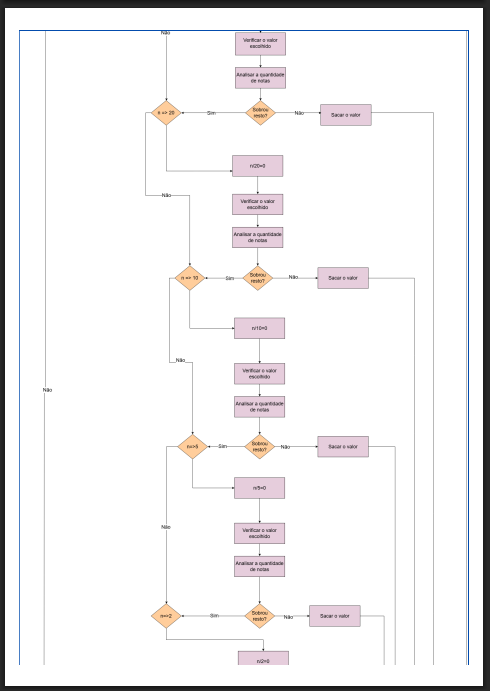 Não
Verificar o valor
escolhido
Analisar a quantidade
de notas
n => 20
Sim
Sobrou
resto?
Não
Sacar o valor
n/20=0
Não
Verificar o valor
escolhido
Analisar a quantidade
de notas
n => 10
Sim
Sobrou
resto?
Não
Sacar o valor
n/10=0
Não
Verificar o valor
escolhido
Não
Analisar a quantidade
de notas
n=>5
Sim
Sobrou
resto?
Não
Sacar o valor
n/5=0
Não
Verificar o valor
escolhido
Analisar a quantidade
de notas
n=>2
Sim
Sobrou
resto?
Não
Sacar o valor
n/2=0